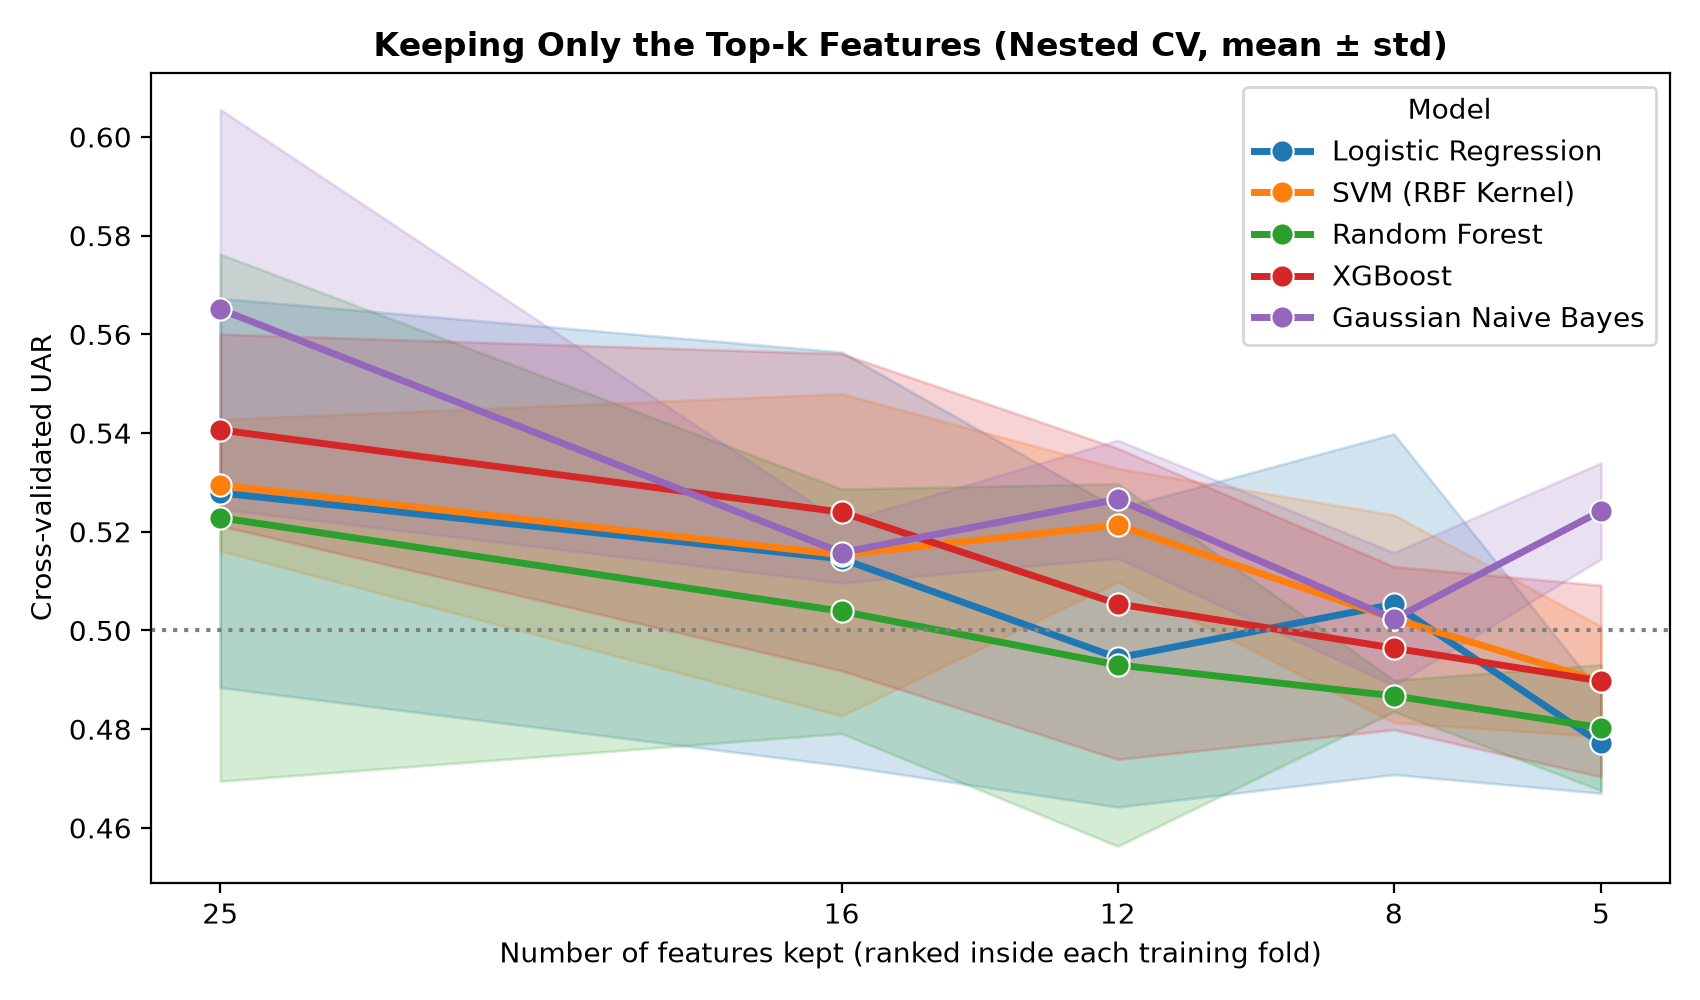 Keeping Only the Top-k Features (Nested CV, mean ± std)
Model
Logistic Regression
SVM (RBF Kernel)
Random Forest
XGBoost
Gaussian Naive Bayes
Cross-validated UAR
0.60
0.58
0.56
0.54
0.52
0.50
0.48
0.46
25 16 12 8 5
Number of features kept (ranked inside each training fold)